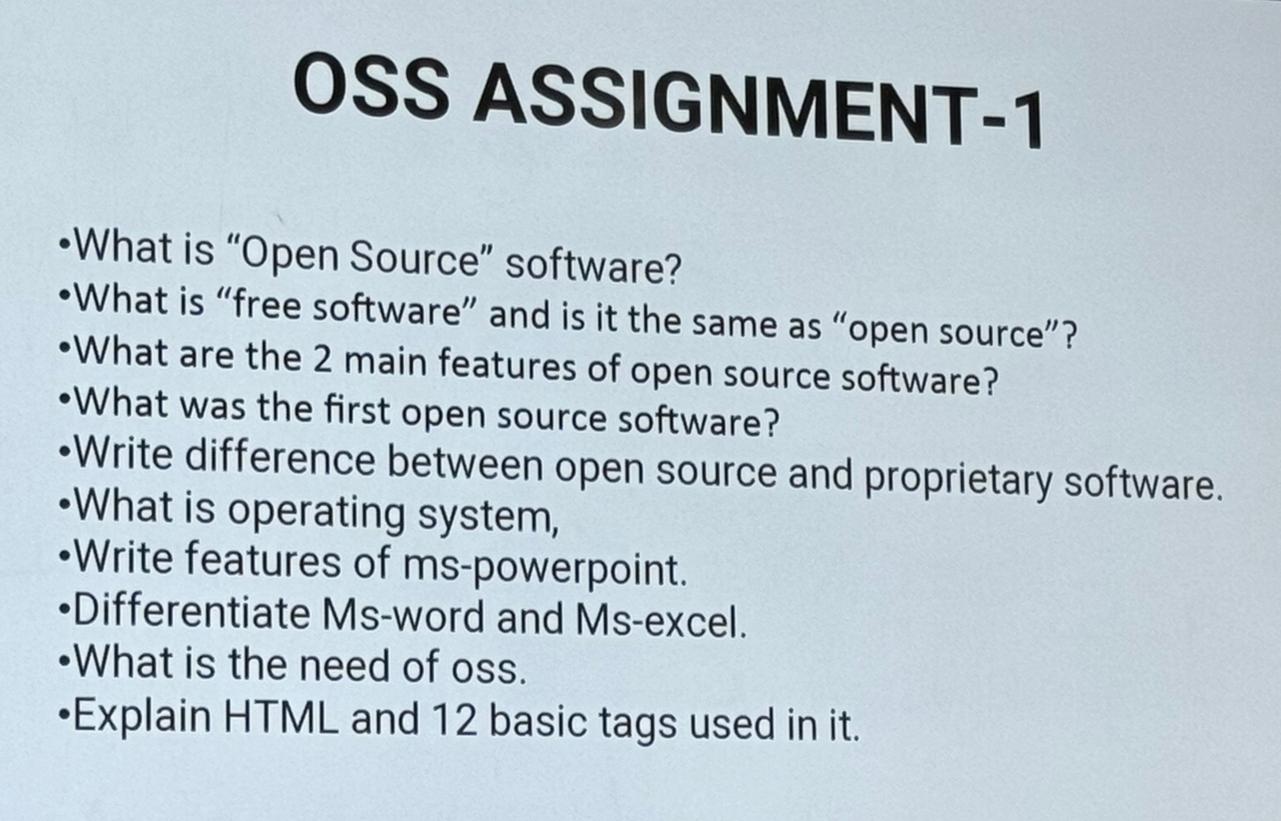 OSS ASSIGNMENT-1
•What is “Open Source” software?
•What is “free software” and is it the same as “open source”?
•What are the 2 main features of open source software?
•What was the first open source software?
•Write difference between open source and proprietary software.
•What is operating system,
•Write features of ms-powerpoint.
•Differentiate Ms-word and Ms-excel.
•What is the need of oss.
•Explain HTML and 12 basic tags used in it.